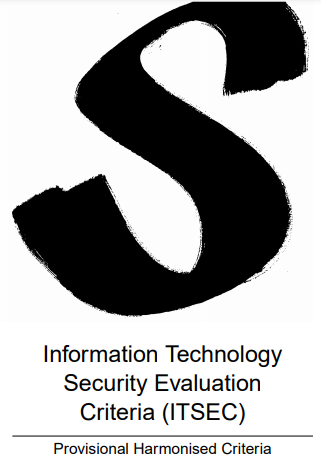 S
Information Technology
Security Evaluation
Criteria (ITSEC)
Provisional Harmonised Criteria